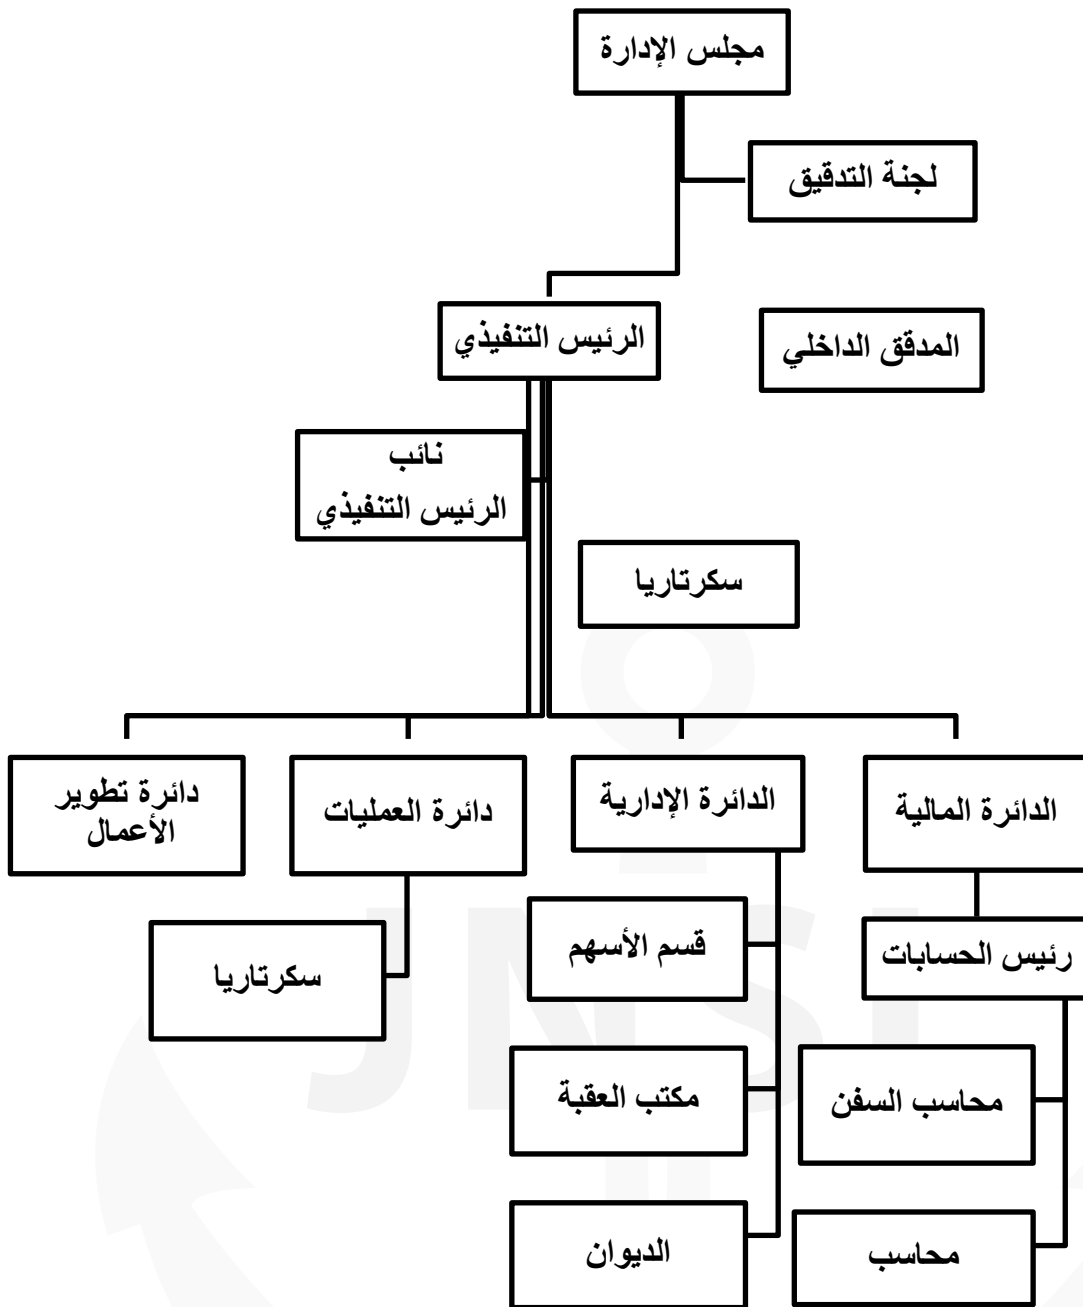 مجلس الإدارة
لجنة التدقيق
الرئيس التنفيذي
المدقق الداخلي
نائب
الرئيس التنفيذي
سكرتاريا
الدائرة المالية
الدائرة الإدارية
دائرة العمليات
دائرة تطوير
الأعمال
رئيس الحسابات
قسم الأسهم
سكرتاريا
محاسب السفن
مكتب العقبة
محاسب
الديوان
JNSI